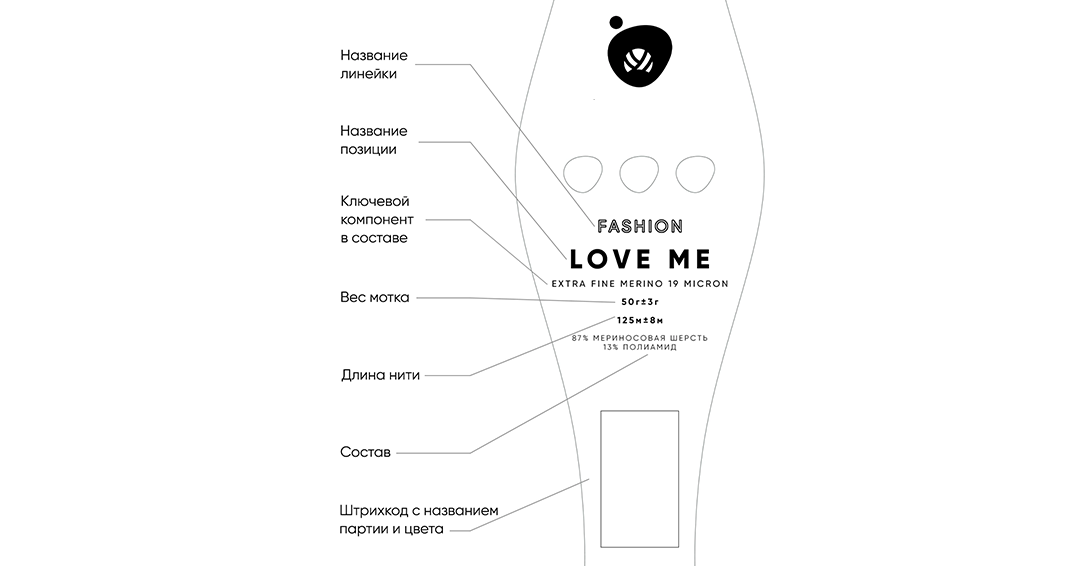 Название
линейки
Название
позиции
Ключевой
компонент
в составе
Вес мотка
Длина нити
Состав
Штрихкод с названием
партии и цвета
FASHION
LOVE ME
EXTRA FINE MERINO 19 MICRON
50г±3г
125м±8м
87% МЕРИНОСОВАЯ ШЕРСТЬ
13% ПОЛИАМИД